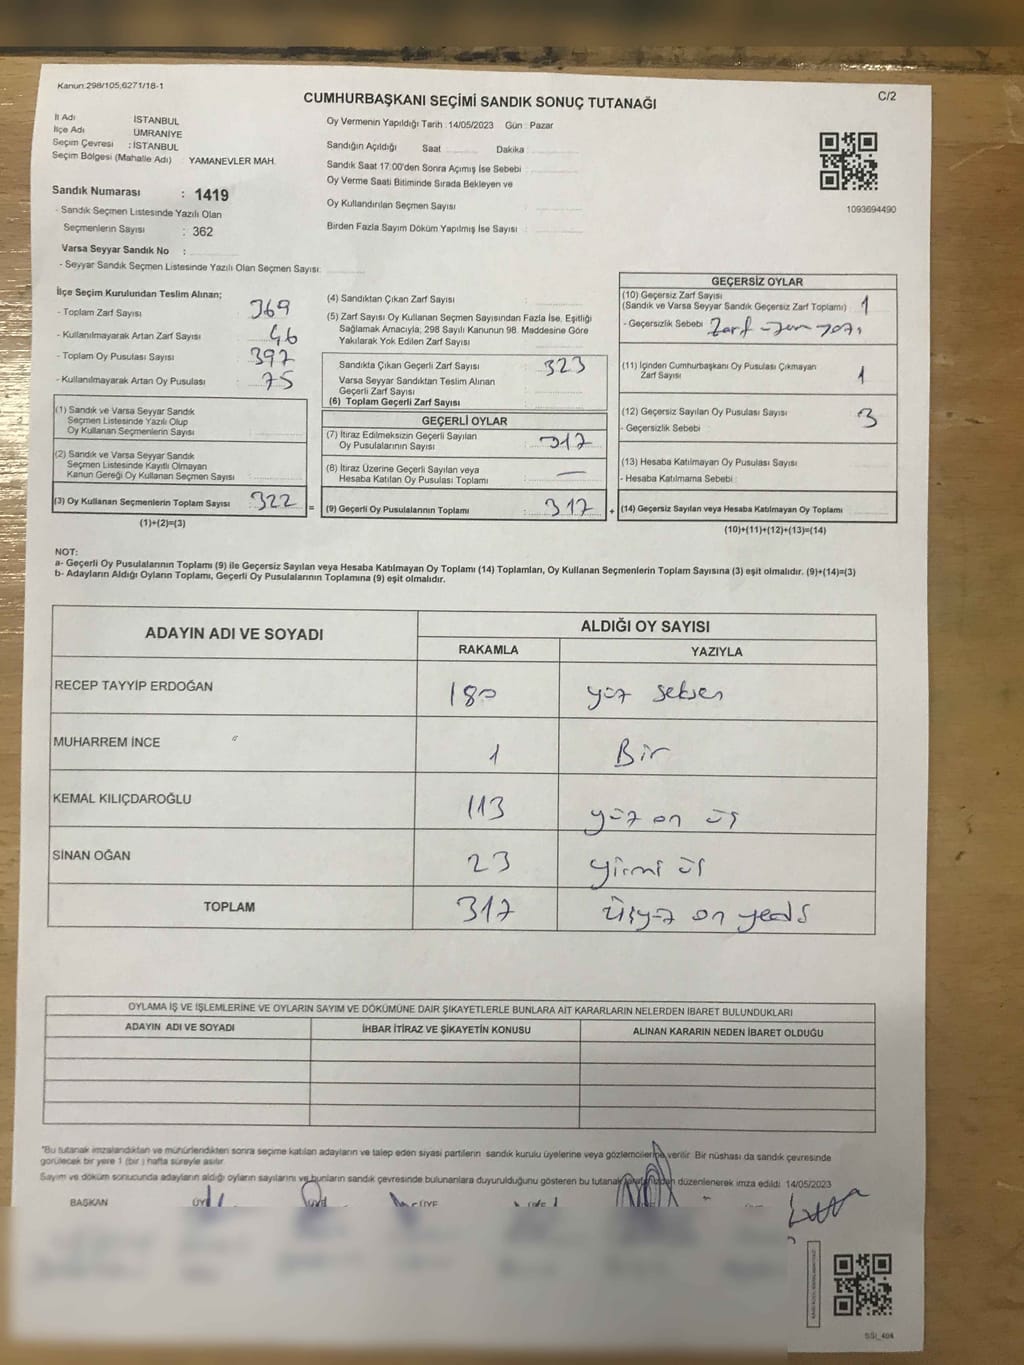 Kanun:298/105,6271/18-1
C/2
CUMHURBAŞKANI SEÇİMİ SANDIK SONUÇ TUTANAĞI
İl Adı İSTANBUL
İlçe Adı ÜMRANİYE
Seçim Çevresi : İSTANBUL
Seçim Bölgesi (Mahalle Adı) : YAMANEVLER MAH.
Sandık Numarası : 1419
- Sandık Seçmen Listesinde Yazılı Olan
Seçmenlerin Sayısı : 362
Varsa Seyyar Sandık No :
- Seyyar Sandık Seçmen Listesinde Yazılı Olan Seçmen Sayısı:
Oy Vermenin Yapıldığı Tarih : 14/05/2023 Gün : Pazar
Sandığın Açıldığı Saat Dakika
Sandık Saat 17:00'den Sonra Açımış İse Sebebi
Oy Verme Saati Bitiminde Sırada Bekleyen ve
Oy Kullandırılan Seçmen Sayısı
Birden Fazla Sayım Döküm Yapılmış İse Sayısı
1093694490
İlçe Seçim Kurulundan Teslim Alınan;
- Toplam Zarf Sayısı 369
- Kullanılmayarak Artan Zarf Sayısı 46
- Toplam Oy Pusulası Sayısı 397
- Kullanılmayarak Artan Oy Pusulası 75
(1) Sandık ve Varsa Seyyar Sandık
Seçmen Listesinde Yazılı Olup
Oy Kullanan Seçmenlerin Sayısı
(2) Sandık ve Varsa Seyyar Sandık
Seçmen Listesinde Kayıtlı Olmayan
Kanun Gereği Oy Kullanan Seçmen Sayısı
(3) Oy Kullanan Seçmenlerin Toplam Sayısı : 322
(1)+(2)=(3)
(4) Sandıktan Çıkan Zarf Sayısı
(5) Zarf Sayısı Oy Kullanan Seçmen Sayısından Fazla İse, Eşitliği
Sağlamak Amacıyla; 298 Sayılı Kanunun 98. Maddesine Göre
Yakılarak Yok Edilen Zarf Sayısı
Sandıkta Çıkan Geçerli Zarf Sayısı : 323
Varsa Seyyar Sandıktan Teslim Alınan
Geçerli Zarf Sayısı
(6) Toplam Geçerli Zarf Sayısı
GEÇERLİ OYLAR
(7) İtiraz Edilmeksizin Geçerli Sayılan
Oy Pusulalarının Sayısı 317
(8) İtiraz Üzerine Geçerli Sayılan veya
Hesaba Katılan Oy Pusulası Toplamı —
= (9) Geçerli Oy Pusulalarının Toplamı : 317 +
GEÇERSİZ OYLAR
(10) Geçersiz Zarf Sayısı
(Sandık ve Varsa Seyyar Sandık Geçersiz Zarf Toplamı) 1
- Geçersizlik Sebebi Zarf
(11) İçinden Cumhurbaşkanı Oy Pusulası Çıkmayan
Zarf Sayısı 1
(12) Geçersiz Sayılan Oy Pusulası Sayısı 3
- Geçersizlik Sebebi
(13) Hesaba Katılmayan Oy Pusulası Sayısı
- Hesaba Katılmama Sebebi
(14) Geçersiz Sayılan veya Hesaba Katılmayan Oy Toplamı
(10)+(11)+(12)+(13)=(14)
NOT:
a- Geçerli Oy Pusulalarının Toplamı (9) ile Geçersiz Sayılan veya Hesaba Katılmayan Oy Toplamı (14) Toplamları, Oy Kullanan Seçmenlerin Toplam Sayısına (3) eşit olmalıdır. (9)+(14)=(3)
b- Adayların Aldığı Oyların Toplamı, Geçerli Oy Pusulalarının Toplamına (9) eşit olmalıdır.
ADAYIN ADI VE SOYADI ALDIĞI OY SAYISI
RAKAMLA YAZIYLA
RECEP TAYYİP ERDOĞAN 180 yüz seksen
MUHARREM İNCE 1 Bir
KEMAL KILIÇDAROĞLU 113 yüz on üç
SİNAN OĞAN 23 yirmi üç
TOPLAM 317 Üçyüz on yedi
OYLAMA İŞ VE İŞLEMLERİNE VE OYLARIN SAYIM VE DÖKÜMÜNE DAİR ŞİKAYETLERLE BUNLARA AİT KARARLARIN NELERDEN İBARET BULUNDUKLARI
ADAYIN ADI VE SOYADI İHBAR İTİRAZ VE ŞİKAYETİN KONUSU ALINAN KARARIN NEDEN İBARET OLDUĞU
*Bu tutanak imzalandıktan ve mühürlendikten sonra seçime katılan adayların ve talep eden siyasi partilerin sandık kurulu üyelerine veya gözlemcilerine verilir. Bir nüshası da sandık çevresinde
görülecek bir yere 1 (bir) hafta süreyle asılır.
Sayım ve döküm sonucunda adayların aldığı oyların sayılarını ve bunların sandık çevresinde bulunanlara duyurulduğunu gösteren bu tutanak düzenlenerek imza edildi. 14/05/2023
BAŞKAN ÜYE ÜYE
SSİ_404